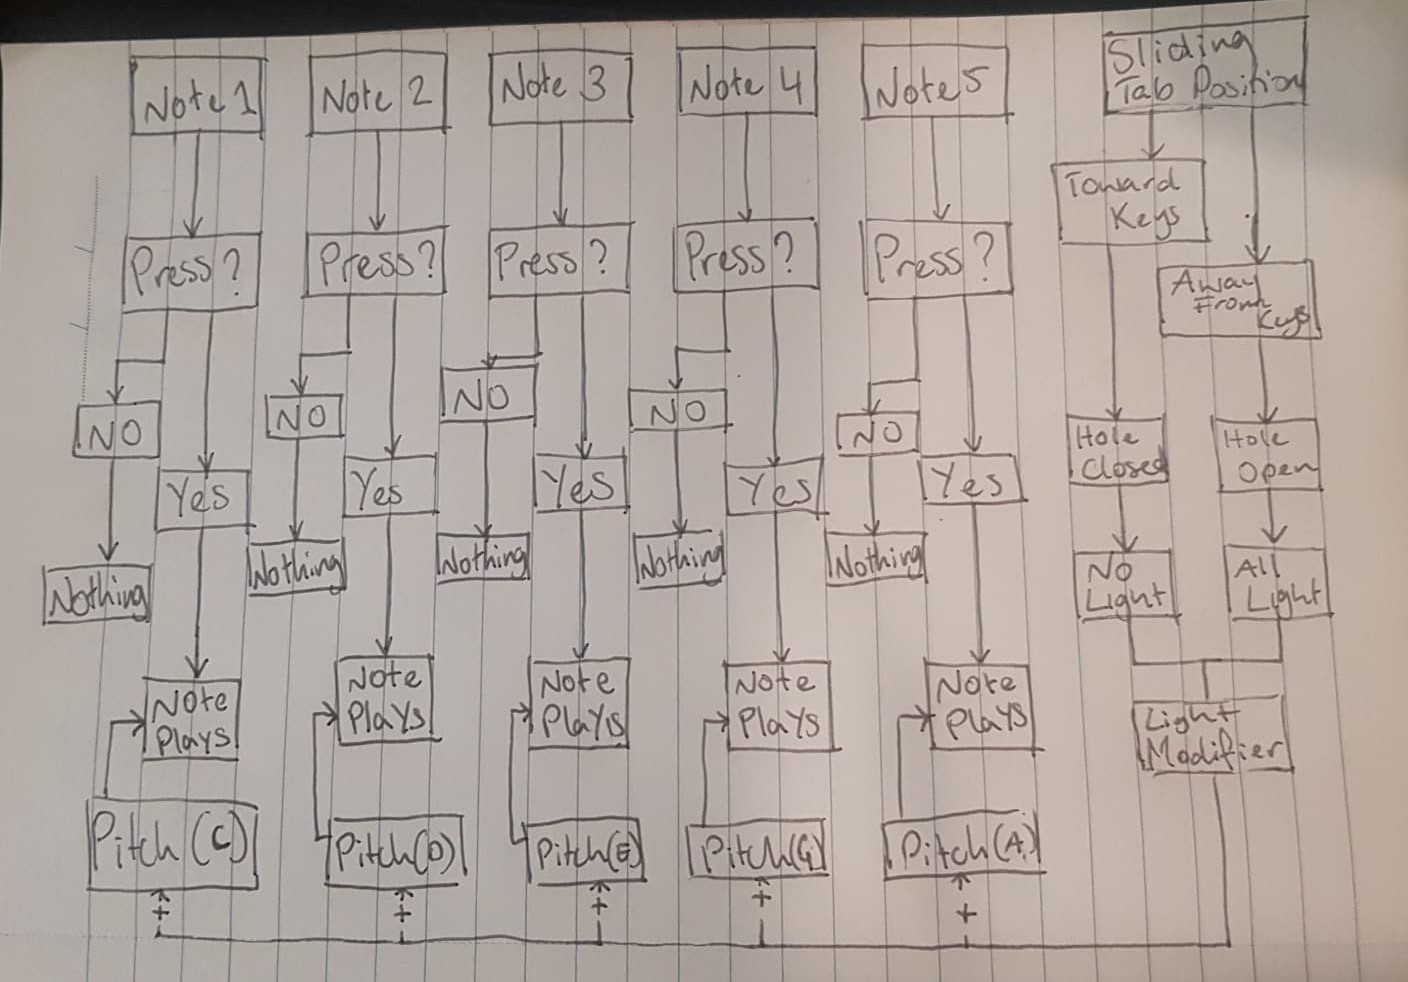 Note 1
Note 2
Note 3
Note 4
Note 5
Sliding
Tab Position
Toward
Keys
Away
From
Keys
Press?
Press?
Press?
Press?
Press?
NO
NO
NO
NO
NO
Yes
Yes
Yes
Yes
Yes
Hole
Closed
Hole
Open
Nothing
Nothing
Nothing
Nothing
Nothing
No
Light
All
Light
Note
Plays
Note
Plays
Note
Plays
Note
Plays
Note
Plays
Light
Modifier
Pitch (C)
Pitch(D)
Pitch(E)
Pitch(G)
Pitch(A)
+
+
+
+
+